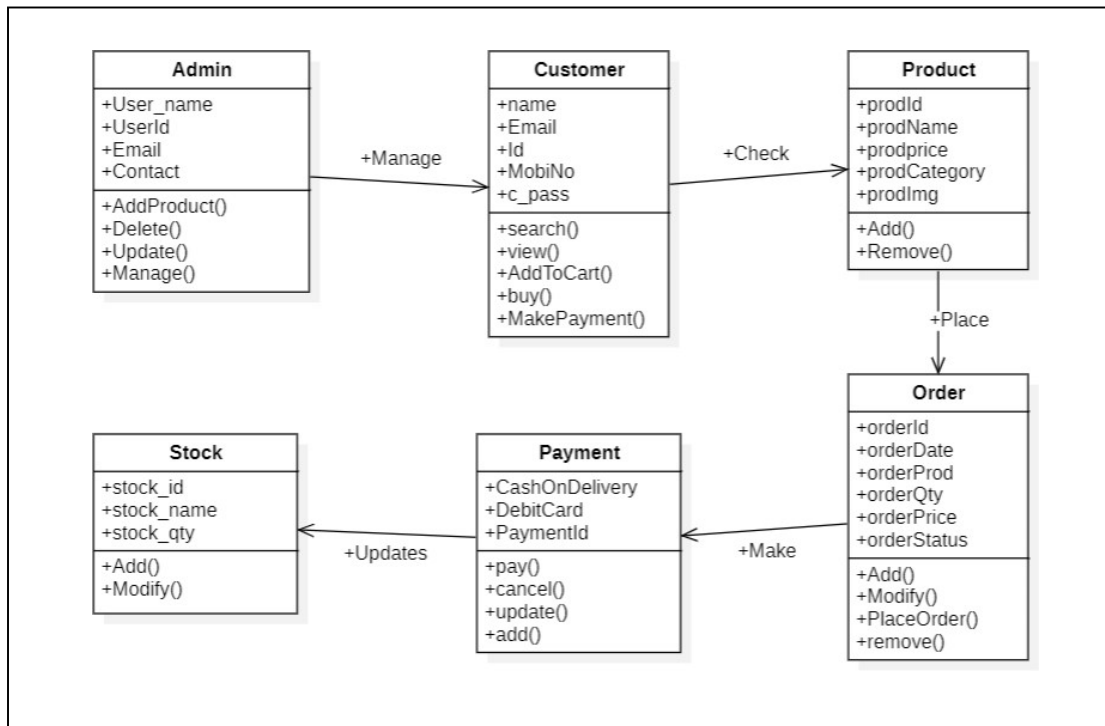 Admin
+User_name
+UserId
+Email
+Contact
+AddProduct()
+Delete()
+Update()
+Manage()
+Manage
Customer
+name
+Email
+Id
+MobiNo
+c_pass
+search()
+view()
+AddToCart()
+buy()
+MakePayment()
+Check
Product
+prodId
+prodName
+prodprice
+prodCategory
+prodImg
+Add()
+Remove()
+Place
Order
+orderId
+orderDate
+orderProd
+orderQty
+orderPrice
+orderStatus
+Add()
+Modify()
+PlaceOrder()
+remove()
+Make
Payment
+CashOnDelivery
+DebitCard
+PaymentId
+pay()
+cancel()
+update()
+add()
+Updates
Stock
+stock_id
+stock_name
+stock_qty
+Add()
+Modify()